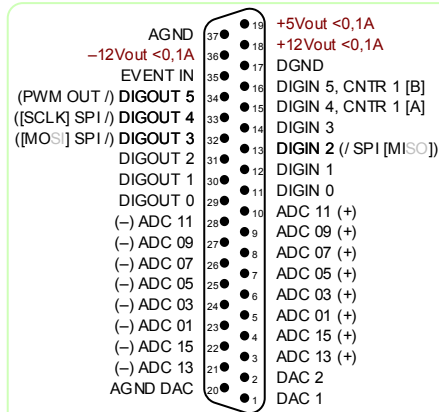 AGND 37 19 +5Vout <0,1A
–12Vout <0,1A 36 18 +12Vout <0,1A
EVENT IN 35 17 DGND
(PWM OUT /) DIGOUT 5 34 16 DIGIN 5, CNTR 1 [B]
([SCLK] SPI /) DIGOUT 4 33 15 DIGIN 4, CNTR 1 [A]
([MOSI] SPI /) DIGOUT 3 32 14 DIGIN 3
DIGOUT 2 31 13 DIGIN 2 (/ SPI [MISO])
DIGOUT 1 30 12 DIGIN 1
DIGOUT 0 29 11 DIGIN 0
(–) ADC 11 28 10 ADC 11 (+)
(–) ADC 09 27 9 ADC 09 (+)
(–) ADC 07 26 8 ADC 07 (+)
(–) ADC 05 25 7 ADC 05 (+)
(–) ADC 03 24 6 ADC 03 (+)
(–) ADC 01 23 5 ADC 01 (+)
(–) ADC 15 22 4 ADC 15 (+)
(–) ADC 13 21 3 ADC 13 (+)
AGND DAC 20 2 DAC 2
1 DAC 1